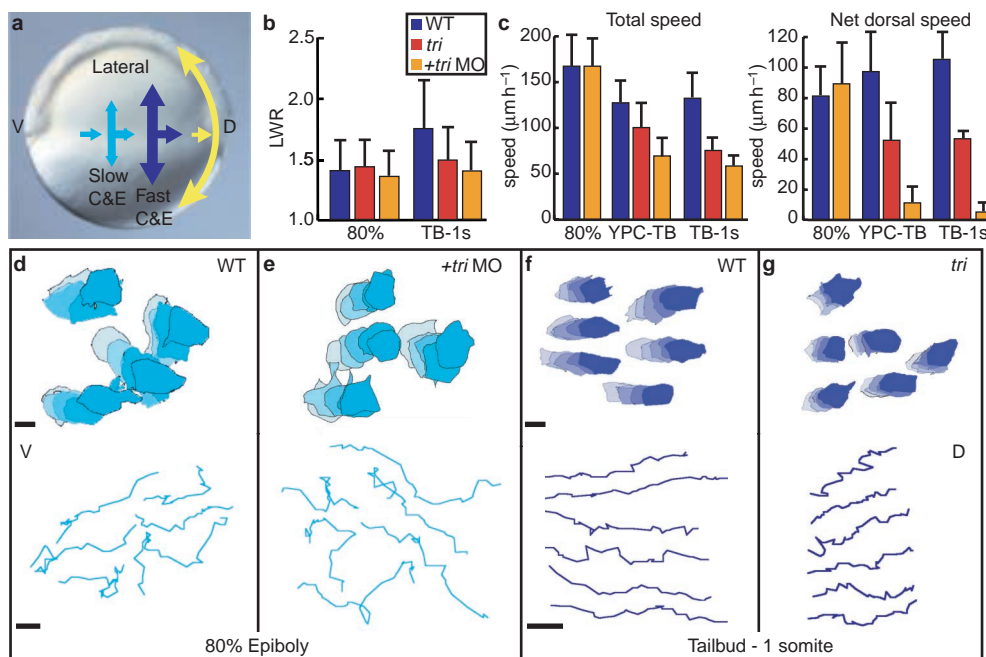 a
Lateral
V
D
Slow
C&E
Fast
C&E
b
2.5
2.0
1.5
1.0
LWR
WT
tri
+tri MO
80%
TB-1s
c
Total speed
200
150
100
50
0
speed (µm h⁻¹)
80%
YPC-TB
TB-1s
Net dorsal speed
120
100
80
60
40
20
0
speed (µm h⁻¹)
80%
YPC-TB
TB-1s
d
WT
e
+tri MO
f
WT
g
tri
V
D
80% Epiboly
Tailbud - 1 somite